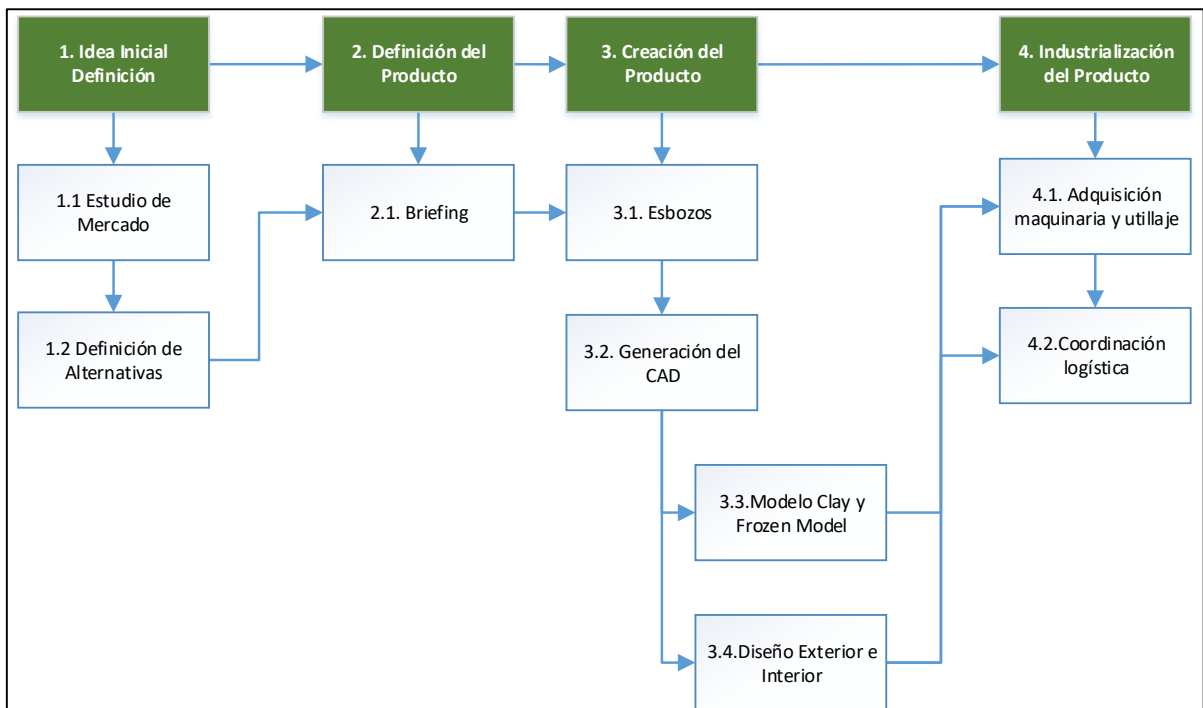 1. Idea Inicial
Definición
2. Definición del
Producto
3. Creación del
Producto
4. Industrialización
del Producto
1.1 Estudio de
Mercado
2.1. Briefing
3.1. Esbozos
4.1. Adquisición
maquinaria y utillaje
1.2 Definición de
Alternativas
3.2. Generación del
CAD
4.2.Coordinación
logística
3.3.Modelo Clay y
Frozen Model
3.4.Diseño Exterior e
Interior